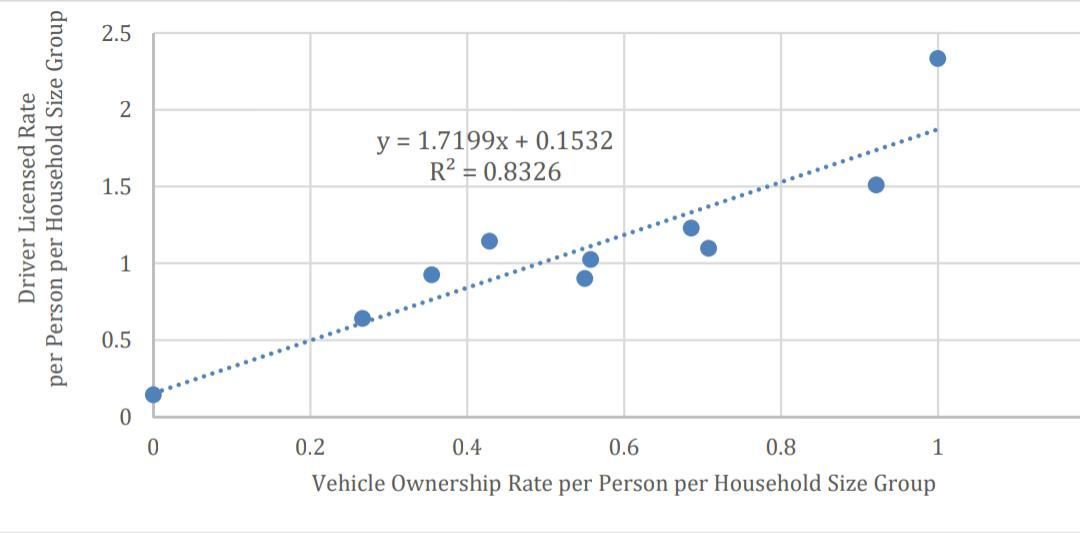 Driver Licensed Rate
per Person per Household Size Group
2.5
2
1.5
1
0.5
0
y = 1.7199x + 0.1532
R² = 0.8326
0 0.2 0.4 0.6 0.8 1
Vehicle Ownership Rate per Person per Household Size Group